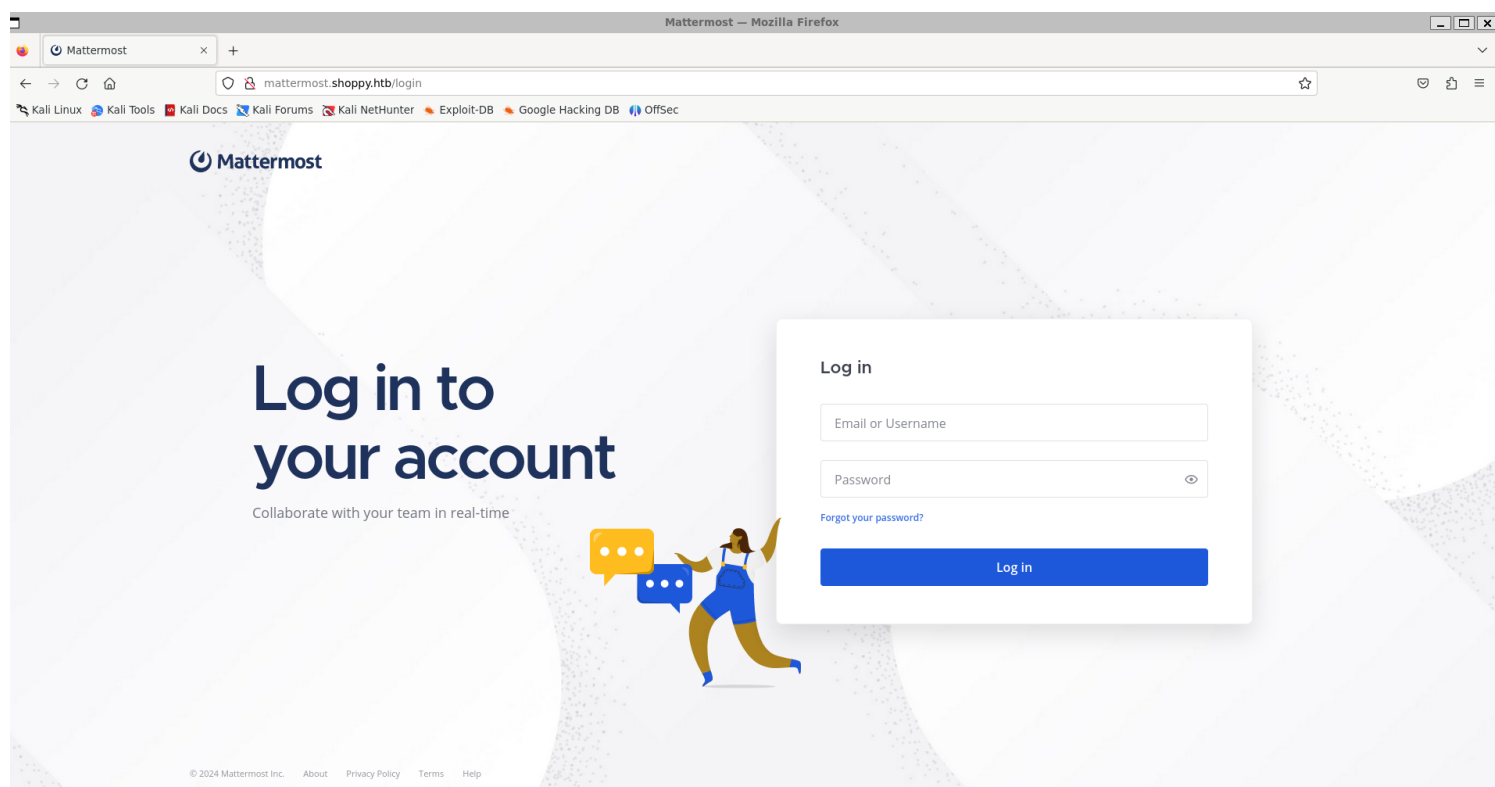 Mattermost — Mozilla Firefox
Mattermost
mattermost.shoppy.htb/login
Kali Linux Kali Tools Kali Docs Kali Forums Kali NetHunter Exploit-DB Google Hacking DB OffSec
Mattermost
Log in to
your account
Collaborate with your team in real-time
Log in
Email or Username
Password
Forgot your password?
Log in
© 2024 Mattermost Inc. About Privacy Policy Terms Help